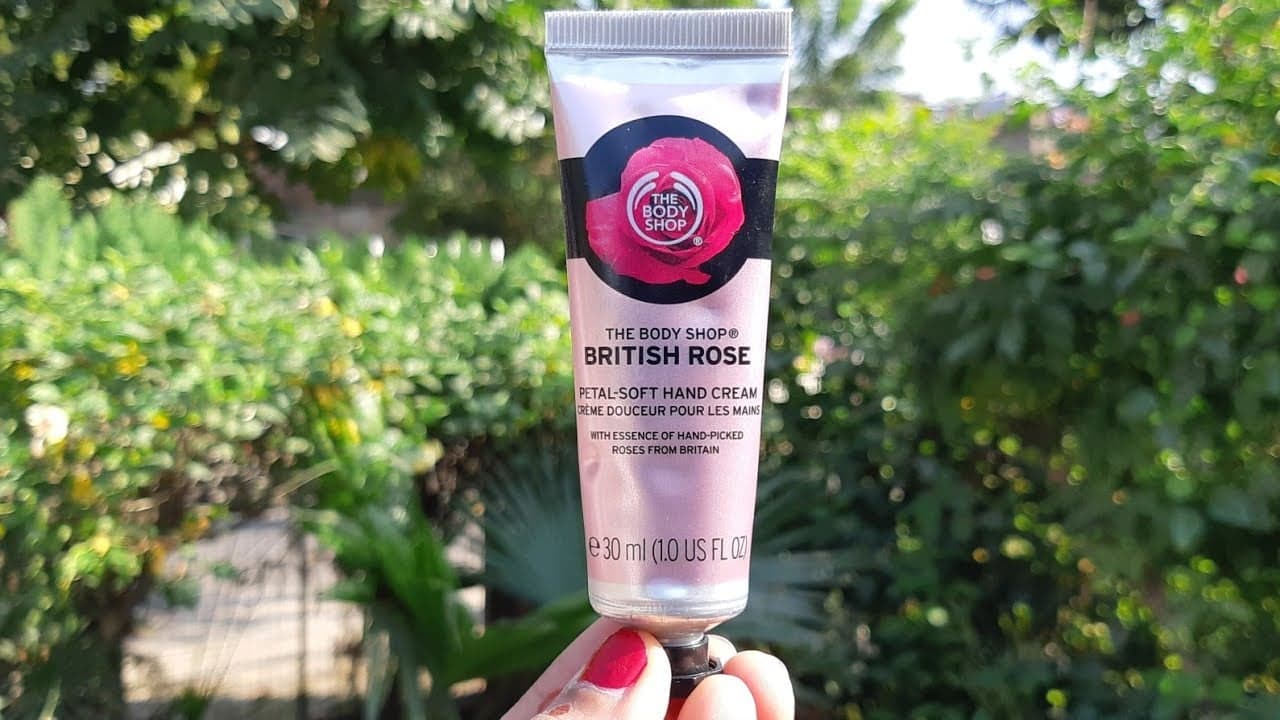 THE
BODY
SHOP
®
THE BODY SHOP®
BRITISH ROSE
PETAL-SOFT HAND CREAM
CRÈME DOUCEUR POUR LES MAINS
WITH ESSENCE OF HAND-PICKED
ROSES FROM BRITAIN
℮ 30 ml (1.0 US FL OZ)